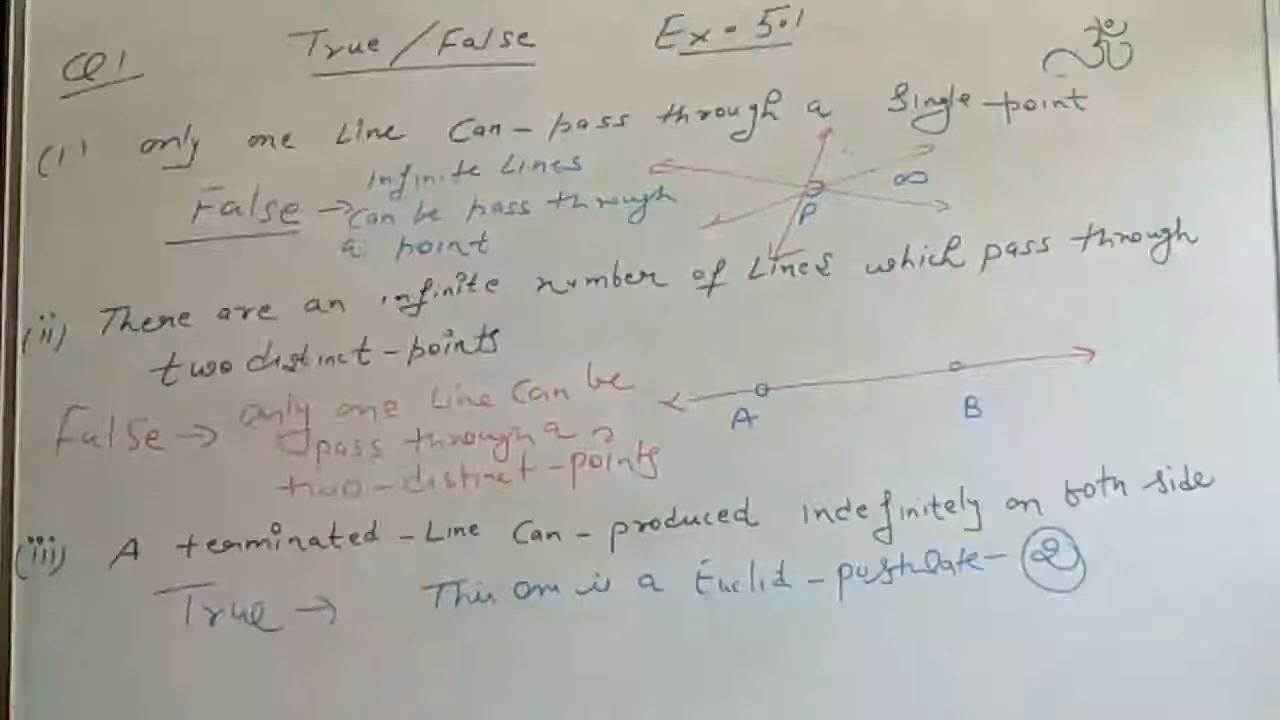 Q1 True/False Ex-5.1 ॐ
(i) only one Line Can-pass through a Single-point
False → Infinite Lines
can be pass through
a point
P ∞
(ii) There are an infinite number of Lines which pass through
two distinct-points
False → only one Line Can be
pass through a
two-distinct-points
A B
(iii) A terminated-Line Can-produced indefinitely on both side
True → This is a Euclid-postulate-2